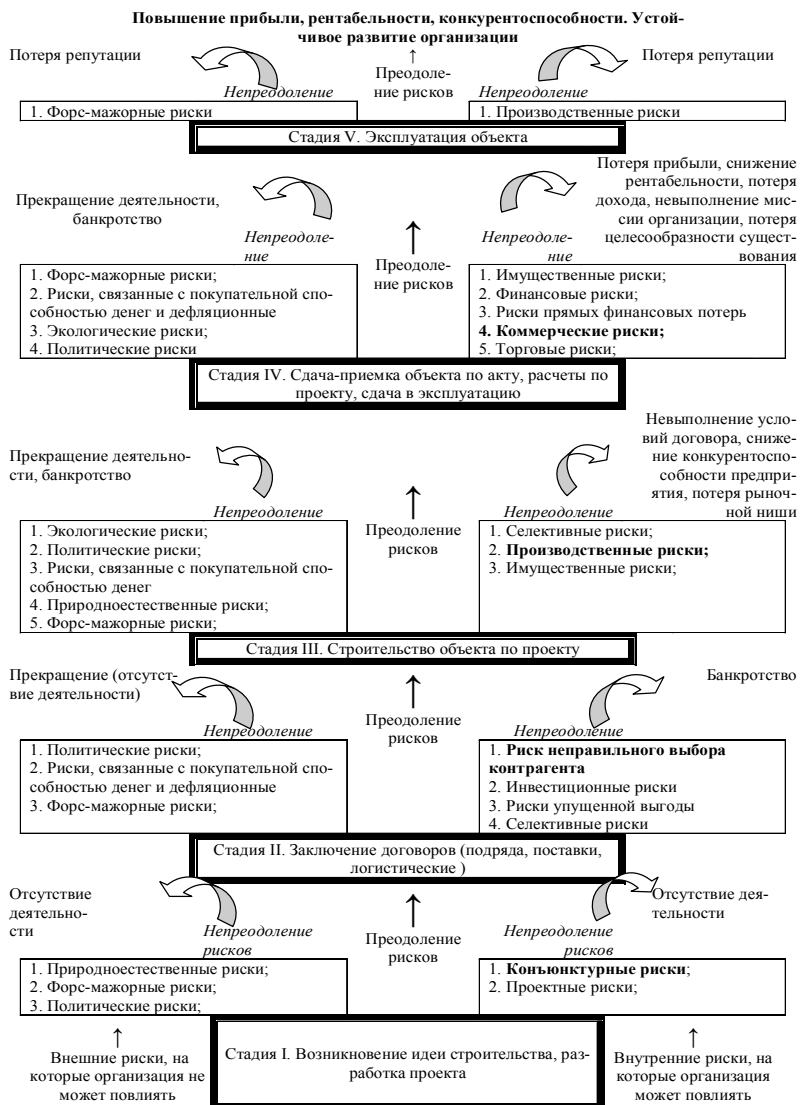 Повышение прибыли, рентабельности, конкурентоспособности. Устой-
чивое развитие организации
Потеря репутации
↑
Преодоле-
ние рисков
Потеря репутации
Непреодоление
Непреодоление
1. Форс-мажорные риски
1. Производственные риски
Стадия V. Эксплуатация объекта
Прекращение деятельности,
банкротство
Непреодоле-
ние
↑
Преодоле-
ние рисков
Потеря прибыли, снижение
рентабельности, потеря
дохода, невыполнение мис-
сии организации, потеря
целесообразности сущест-
вования
Непреодоле-
ние
1. Форс-мажорные риски;
2. Риски, связанные с покупательной спо-
собностью денег и дефляционные
3. Экологические риски;
4. Политические риски
1. Имущественные риски;
2. Финансовые риски;
3. Риски прямых финансовых потерь
4. Коммерческие риски;
5. Торговые риски;
Стадия IV. Сдача-приемка объекта по акту, расчеты по
проекту, сдача в эксплуатацию
Прекращение деятельно-
сти, банкротство
Непреодоление
↑
Преодоление
рисков
Невыполнение усло-
вий договора, сниже-
ние конкурентоспо-
собности предпри-
ятия, потеря рыноч-
ной ниши
Непреодоление
1. Экологические риски;
2. Политические риски;
3. Риски, связанные с покупательной спо-
собностью денег
4. Природноестественные риски;
5. Форс-мажорные риски;
1. Селективные риски;
2. Производственные риски;
3. Имущественные риски;
Стадия III. Строительство объекта по проекту
Прекращение (отсутст-
вие деятельности)
Непреодоление
↑
Преодоление
рисков
Банкротство
Непреодоление
1. Политические риски;
2. Риски, связанные с покупательной спо-
собностью денег и дефляционные
3. Форс-мажорные риски;
1. Риск неправильного выбора
контрагента
2. Инвестиционные риски
3. Риски упущенной выгоды
4. Селективные риски
Стадия II. Заключение договоров (подряда, поставки,
логистические )
Отсутствие
деятельно-
сти
Непреодоление
рисков
↑
Преодоление
рисков
Отсутствие дея-
тельности
Непреодоление
рисков
1. Природноестественные риски;
2. Форс-мажорные риски;
3. Политические риски;
1. Конъюнктурные риски;
2. Проектные риски;
Стадия I. Возникновение идеи строительства, раз-
работка проекта
↑
Внешние риски, на
которые организация не
может повлиять
↑
Внутренние риски, на
которые организация
может повлиять